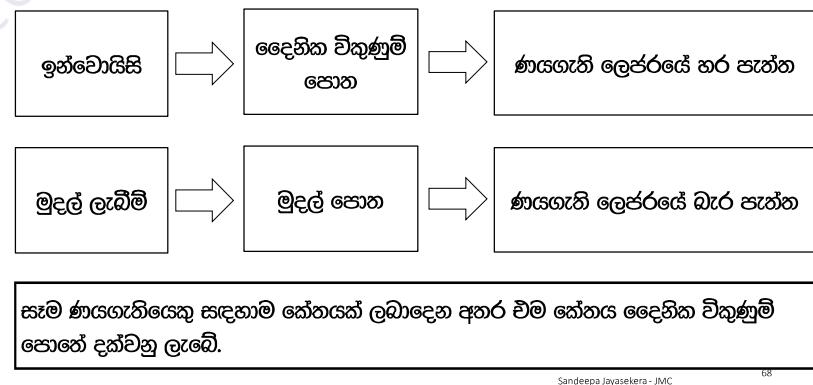 ඉන්වොයිසි
දෛනික විකුණුම්
පොත
ණයගැති ලෙජරයේ හර පැත්ත
මුදල් ලැබීම්
මුදල් පොත
ණයගැති ලෙජරයේ බැර පැත්ත
සෑම ණයගැතියෙකු සඳහාම කේතයක් ලබාදෙන අතර එම කේතය දෛනික විකුණුම්
පොතේ දක්වනු ලැබේ.
Sandeepa Jayasekera - JMC
68